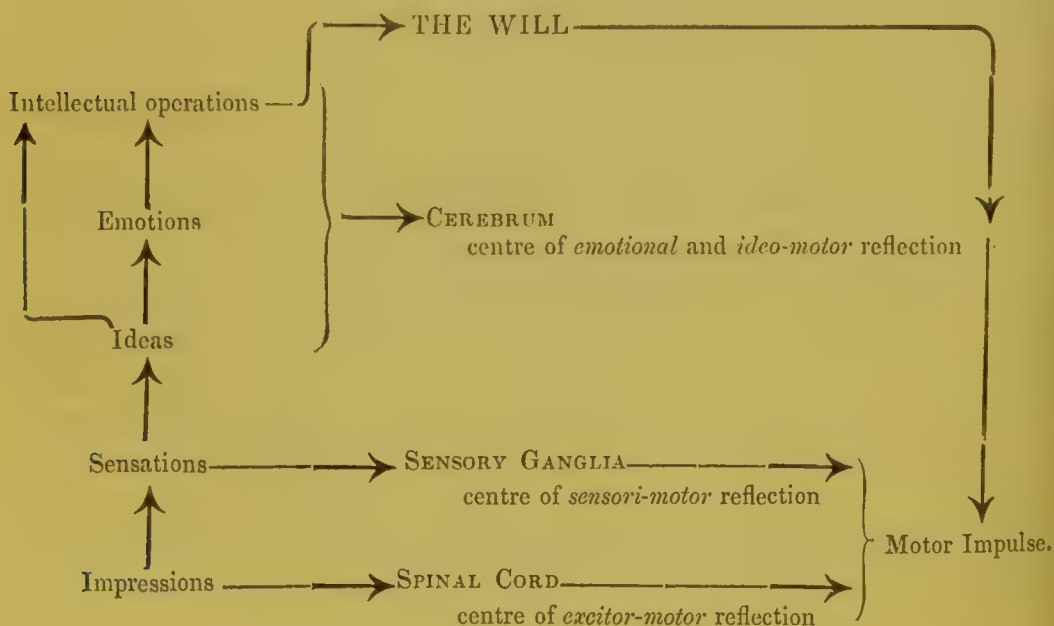 THE WILL
Intellectual operations
Emotions
CEREBRUM
centre of emotional and ideo-motor reflection
Ideas
Sensations
SENSORY GANGLIA
centre of sensori-motor reflection
Motor Impulse.
Impressions
SPINAL CORD
centre of excitor-motor reflection